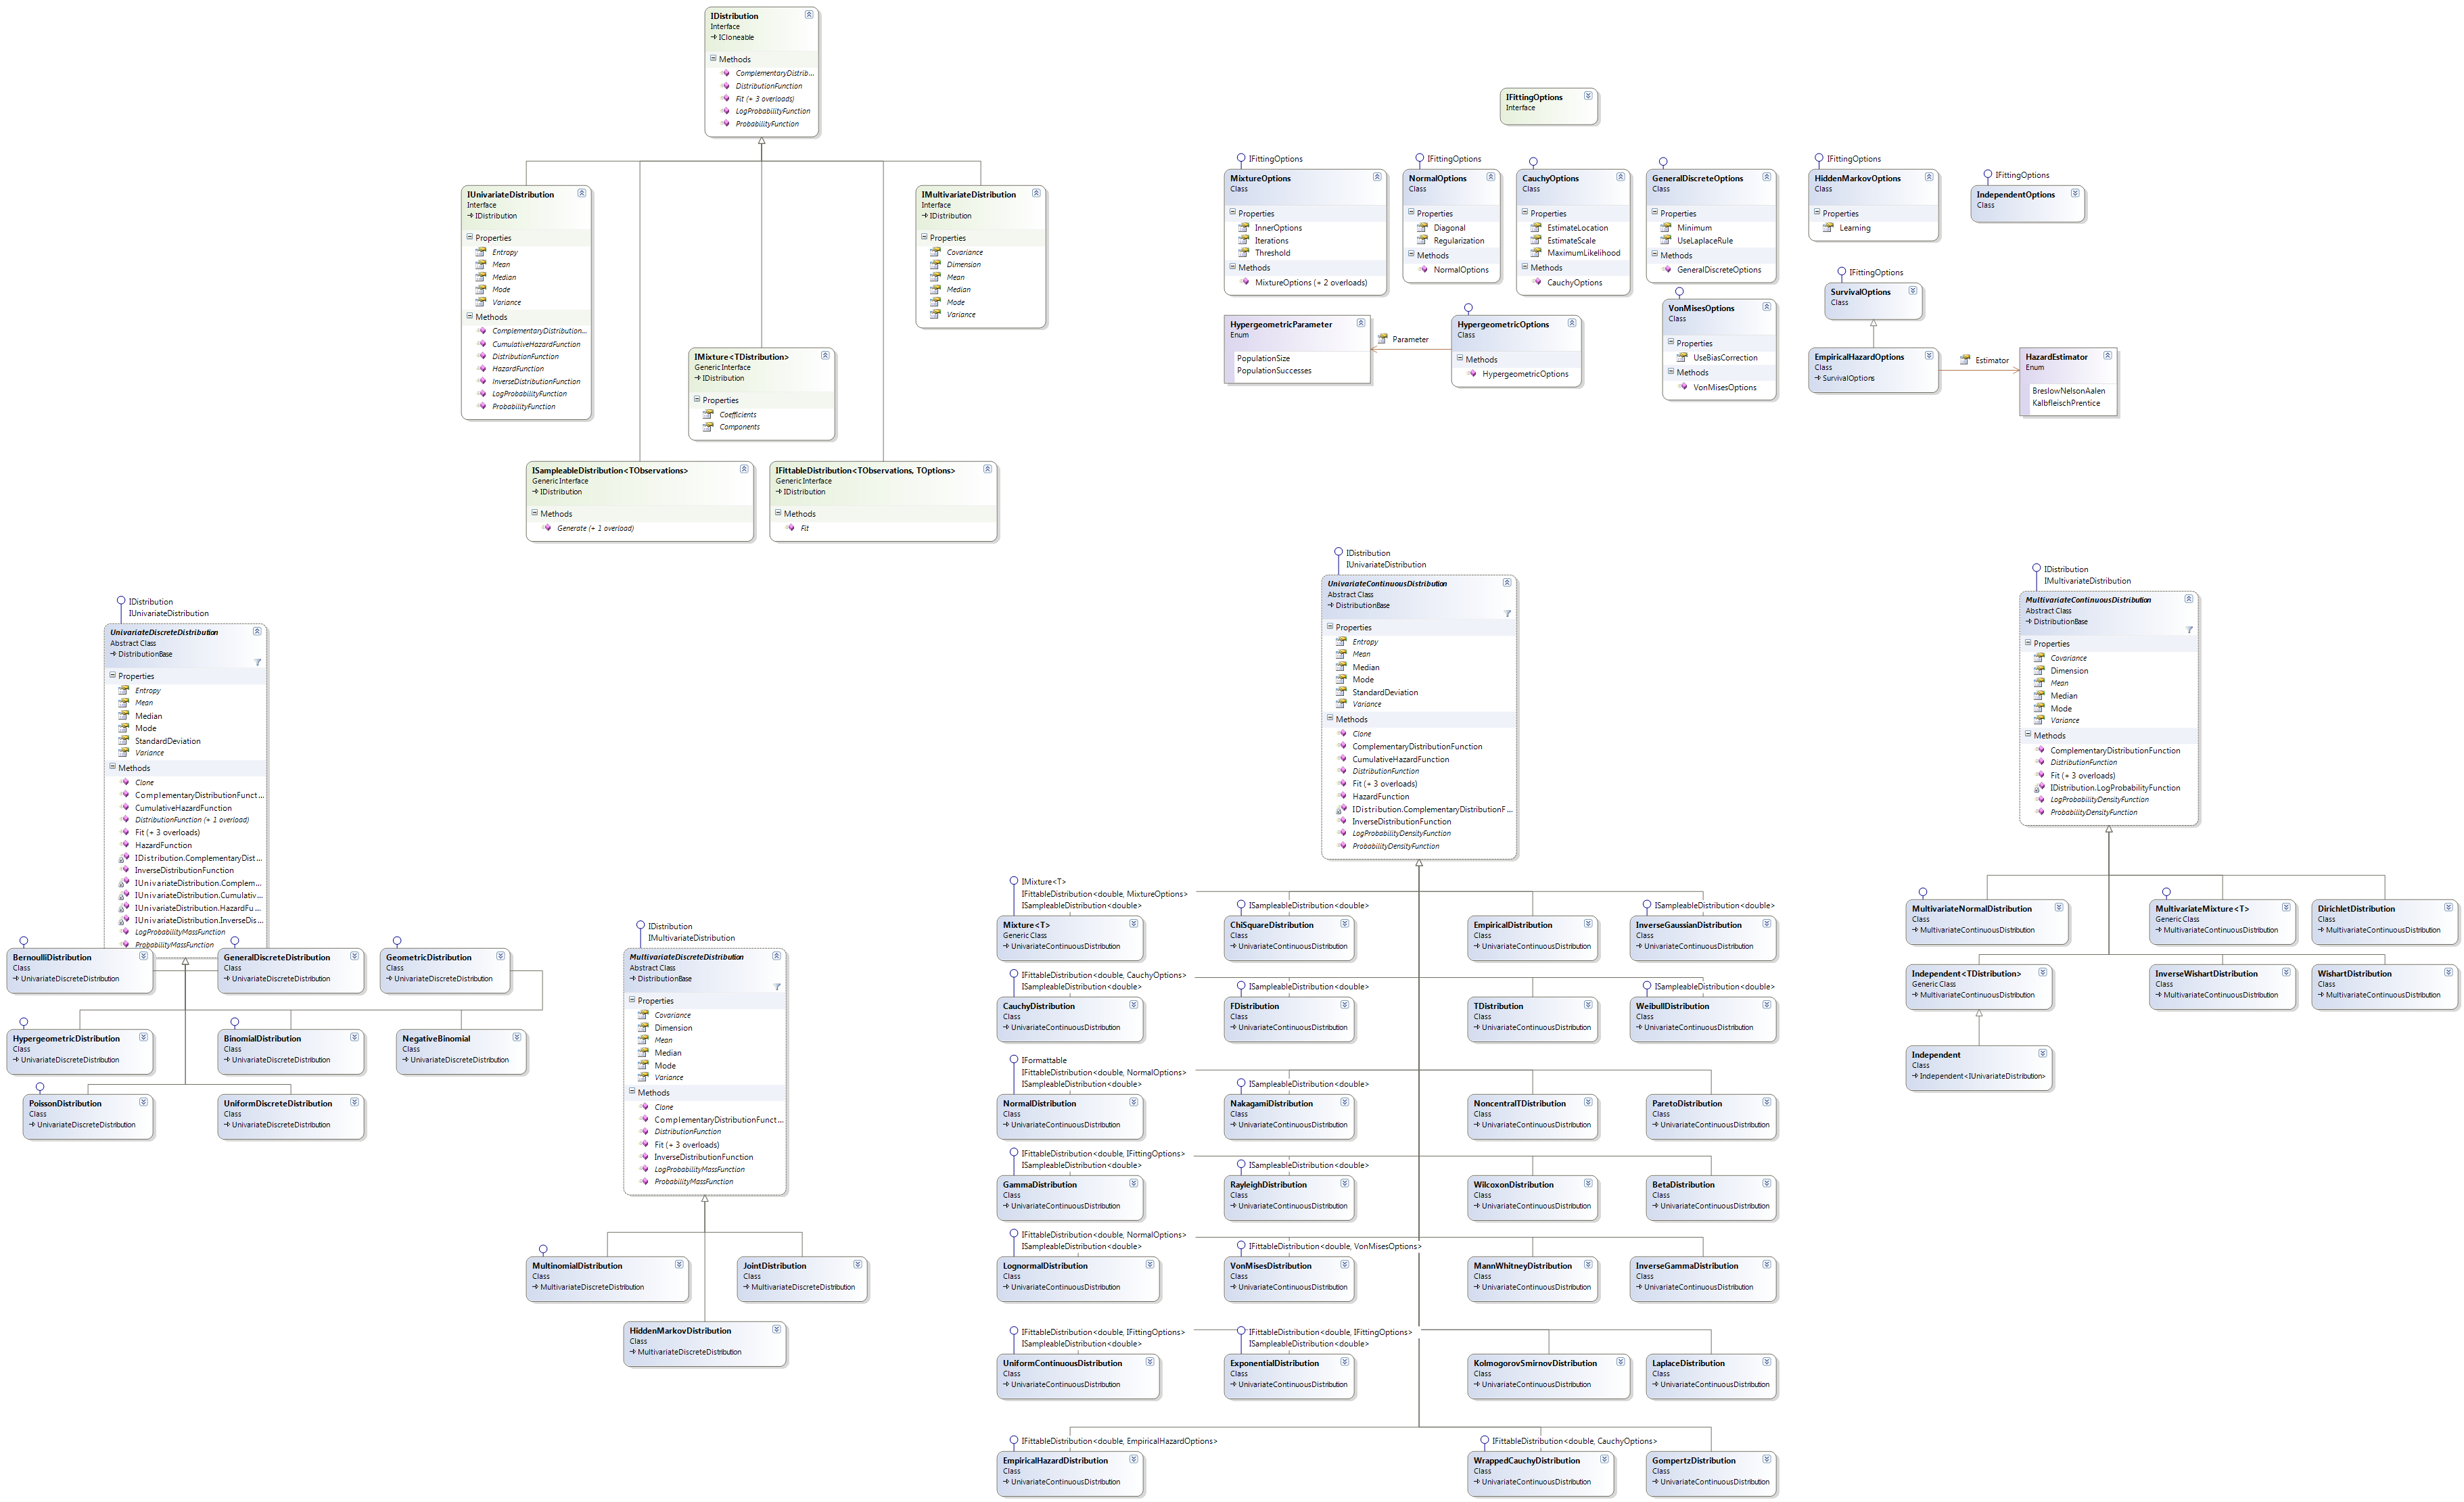 IDistribution
Interface
ICloneable
Methods
ComplementaryDistrib...
DistributionFunction
Fit (+ 3 overloads)
LogProbabilityFunction
ProbabilityFunction
IUnivariateDistribution
Interface
IDistribution
Properties
Entropy
Mean
Median
Mode
Variance
Methods
ComplementaryDistribution...
CumulativeHazardFunction
DistributionFunction
HazardFunction
InverseDistributionFunction
LogProbabilityFunction
ProbabilityFunction
IMultivariateDistribution
Interface
IDistribution
Properties
Covariance
Dimension
Mean
Median
Mode
Variance
IMixture<TDistribution>
Generic Interface
IDistribution
Properties
Coefficients
Components
ISampleableDistribution<TObservations>
Generic Interface
IDistribution
Methods
Generate (+ 1 overload)
IFittableDistribution<TObservations, TOptions>
Generic Interface
IDistribution
Methods
Fit
IFittingOptions
Interface
IFittingOptions
MixtureOptions
Class
Properties
InnerOptions
Iterations
Threshold
Methods
MixtureOptions (+ 2 overloads)
IFittingOptions
NormalOptions
Class
Properties
Diagonal
Regularization
Methods
NormalOptions
CauchyOptions
Class
Properties
EstimateLocation
EstimateScale
MaximumLikelihood
Methods
CauchyOptions
GeneralDiscreteOptions
Class
Properties
Minimum
UseLaplaceRule
Methods
GeneralDiscreteOptions
IFittingOptions
HiddenMarkovOptions
Class
Properties
Learning
IFittingOptions
IndependentOptions
Class
HypergeometricParameter
Enum
PopulationSize
PopulationSuccesses
Parameter
HypergeometricOptions
Class
Methods
HypergeometricOptions
VonMisesOptions
Class
Properties
UseBiasCorrection
Methods
VonMisesOptions
IFittingOptions
SurvivalOptions
Class
EmpiricalHazardOptions
Class
SurvivalOptions
Estimator
HazardEstimator
Enum
BreslowNelsonAalen
KalbfleischPrentice
IDistribution
IUnivariateDistribution
UnivariateDiscreteDistribution
Abstract Class
DistributionBase
Properties
Entropy
Mean
Median
Mode
StandardDeviation
Variance
Methods
Clone
ComplementaryDistributionFunct...
CumulativeHazardFunction
DistributionFunction (+ 1 overload)
Fit (+ 3 overloads)
HazardFunction
IDistribution.ComplementaryDist...
InverseDistributionFunction
IUnivariateDistribution.Complem...
IUnivariateDistribution.Cumulativ...
IUnivariateDistribution.HazardFu...
IUnivariateDistribution.InverseDis...
LogProbabilityMassFunction
ProbabilityMassFunction
BernoulliDistribution
Class
UnivariateDiscreteDistribution
GeneralDiscreteDistribution
Class
UnivariateDiscreteDistribution
GeometricDistribution
Class
UnivariateDiscreteDistribution
HypergeometricDistribution
Class
UnivariateDiscreteDistribution
BinomialDistribution
Class
UnivariateDiscreteDistribution
NegativeBinomial
Class
UnivariateDiscreteDistribution
PoissonDistribution
Class
UnivariateDiscreteDistribution
UniformDiscreteDistribution
Class
UnivariateDiscreteDistribution
IDistribution
IMultivariateDistribution
MultivariateDiscreteDistribution
Abstract Class
DistributionBase
Properties
Covariance
Dimension
Mean
Median
Mode
Variance
Methods
Clone
ComplementaryDistributionFunct...
DistributionFunction
Fit (+ 3 overloads)
InverseDistributionFunction
LogProbabilityMassFunction
ProbabilityMassFunction
MultinomialDistribution
Class
MultivariateDiscreteDistribution
JointDistribution
Class
MultivariateDiscreteDistribution
HiddenMarkovDistribution
Class
MultivariateDiscreteDistribution
IDistribution
IUnivariateDistribution
UnivariateContinuousDistribution
Abstract Class
DistributionBase
Properties
Entropy
Mean
Median
Mode
StandardDeviation
Variance
Methods
Clone
ComplementaryDistributionFunction
CumulativeHazardFunction
DistributionFunction
Fit (+ 3 overloads)
HazardFunction
IDistribution.ComplementaryDistributionF...
InverseDistributionFunction
LogProbabilityDensityFunction
ProbabilityDensityFunction
IMixture<T>
IFittableDistribution<double, MixtureOptions>
ISampleableDistribution<double>
Mixture<T>
Generic Class
UnivariateContinuousDistribution
ISampleableDistribution<double>
ChiSquareDistribution
Class
UnivariateContinuousDistribution
EmpiricalDistribution
Class
UnivariateContinuousDistribution
ISampleableDistribution<double>
InverseGaussianDistribution
Class
UnivariateContinuousDistribution
IFittableDistribution<double, CauchyOptions>
ISampleableDistribution<double>
CauchyDistribution
Class
UnivariateContinuousDistribution
ISampleableDistribution<double>
FDistribution
Class
UnivariateContinuousDistribution
TDistribution
Class
UnivariateContinuousDistribution
ISampleableDistribution<double>
WeibullDistribution
Class
UnivariateContinuousDistribution
IFormattable
IFittableDistribution<double, NormalOptions>
ISampleableDistribution<double>
NormalDistribution
Class
UnivariateContinuousDistribution
ISampleableDistribution<double>
NakagamiDistribution
Class
UnivariateContinuousDistribution
NoncentralTDistribution
Class
UnivariateContinuousDistribution
ParetoDistribution
Class
UnivariateContinuousDistribution
IFittableDistribution<double, IFittingOptions>
ISampleableDistribution<double>
GammaDistribution
Class
UnivariateContinuousDistribution
ISampleableDistribution<double>
RayleighDistribution
Class
UnivariateContinuousDistribution
WilcoxonDistribution
Class
UnivariateContinuousDistribution
BetaDistribution
Class
UnivariateContinuousDistribution
IFittableDistribution<double, NormalOptions>
ISampleableDistribution<double>
LognormalDistribution
Class
UnivariateContinuousDistribution
IFittableDistribution<double, VonMisesOptions>
VonMisesDistribution
Class
UnivariateContinuousDistribution
MannWhitneyDistribution
Class
UnivariateContinuousDistribution
InverseGammaDistribution
Class
UnivariateContinuousDistribution
IFittableDistribution<double, IFittingOptions>
ISampleableDistribution<double>
UniformContinuousDistribution
Class
UnivariateContinuousDistribution
IFittableDistribution<double, IFittingOptions>
ISampleableDistribution<double>
ExponentialDistribution
Class
UnivariateContinuousDistribution
KolmogorovSmirnovDistribution
Class
UnivariateContinuousDistribution
LaplaceDistribution
Class
UnivariateContinuousDistribution
IFittableDistribution<double, EmpiricalHazardOptions>
EmpiricalHazardDistribution
Class
UnivariateContinuousDistribution
IFittableDistribution<double, CauchyOptions>
WrappedCauchyDistribution
Class
UnivariateContinuousDistribution
GompertzDistribution
Class
UnivariateContinuousDistribution
IDistribution
IMultivariateDistribution
MultivariateContinuousDistribution
Abstract Class
DistributionBase
Properties
Covariance
Dimension
Mean
Median
Mode
Variance
Methods
ComplementaryDistributionFunction
DistributionFunction
Fit (+ 3 overloads)
IDistribution.LogProbabilityFunction
LogProbabilityDensityFunction
ProbabilityDensityFunction
MultivariateNormalDistribution
Class
MultivariateContinuousDistribution
MultivariateMixture<T>
Generic Class
MultivariateContinuousDistribution
DirichletDistribution
Class
MultivariateContinuousDistribution
Independent<TDistribution>
Generic Class
MultivariateContinuousDistribution
InverseWishartDistribution
Class
MultivariateContinuousDistribution
WishartDistribution
Class
MultivariateContinuousDistribution
Independent
Class
Independent<IUnivariateDistribution>